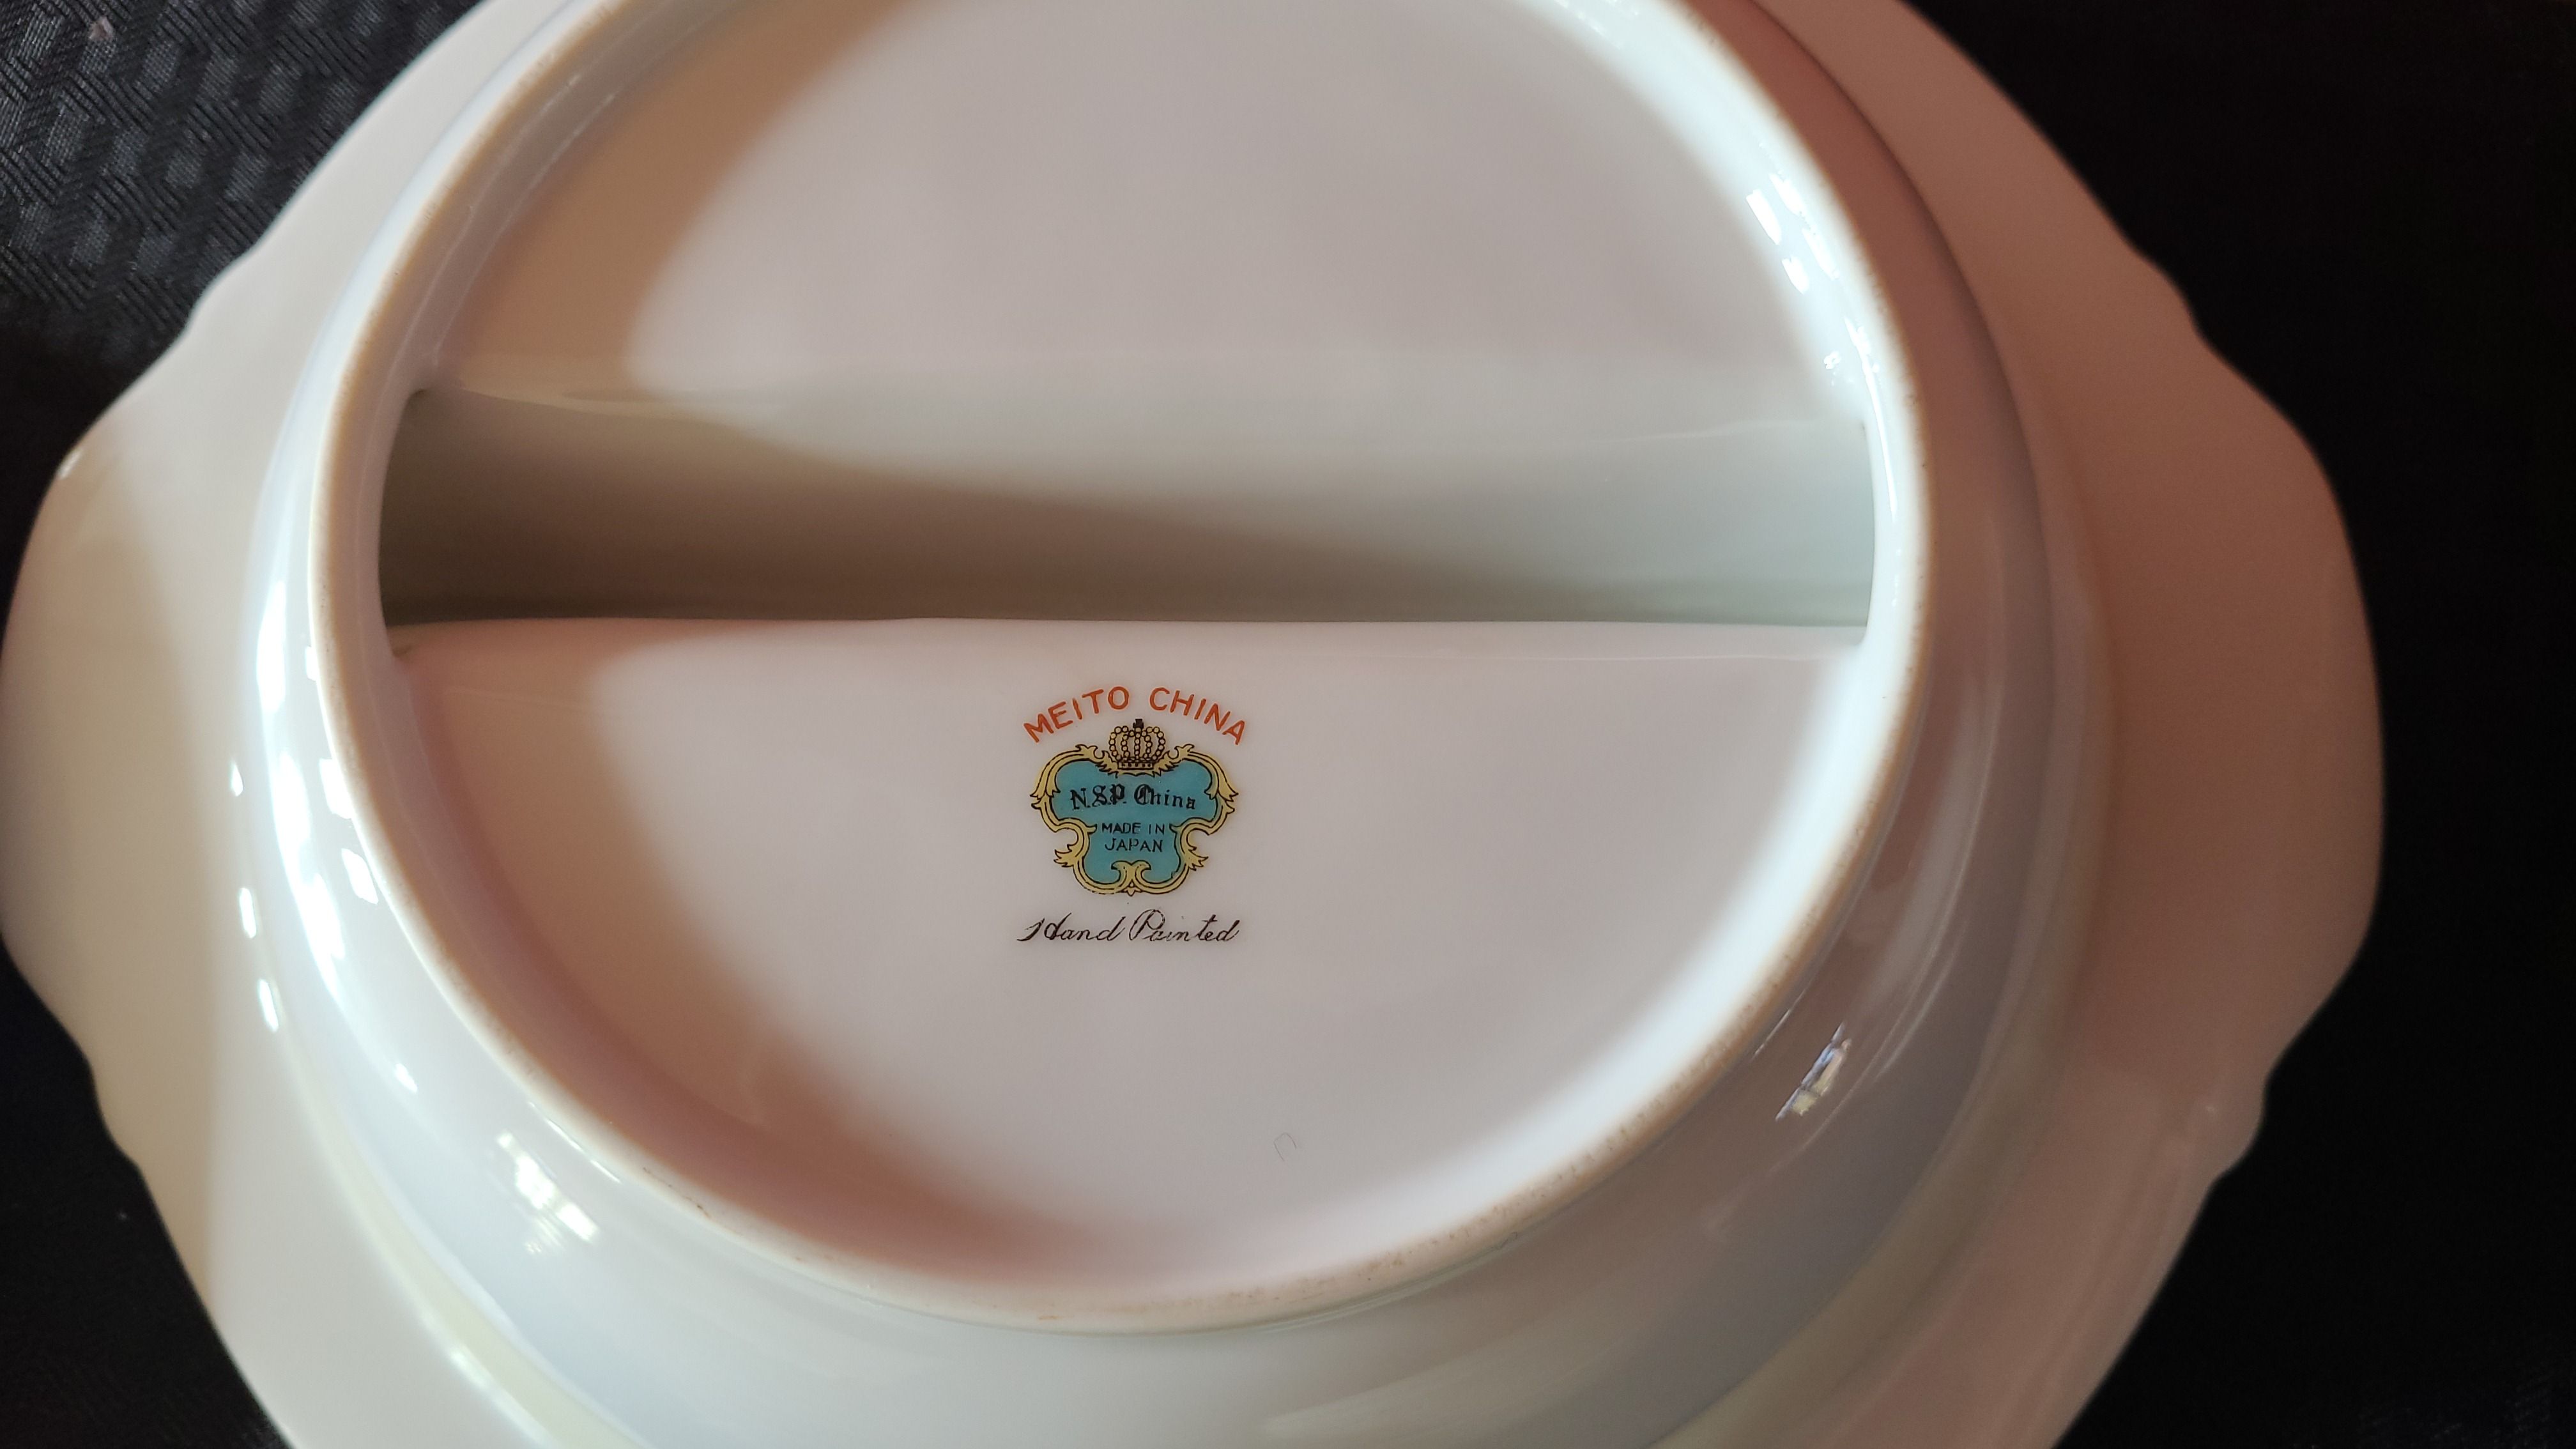 MEITO CHINA
N.S.P. China
MADE IN
JAPAN
Hand Painted